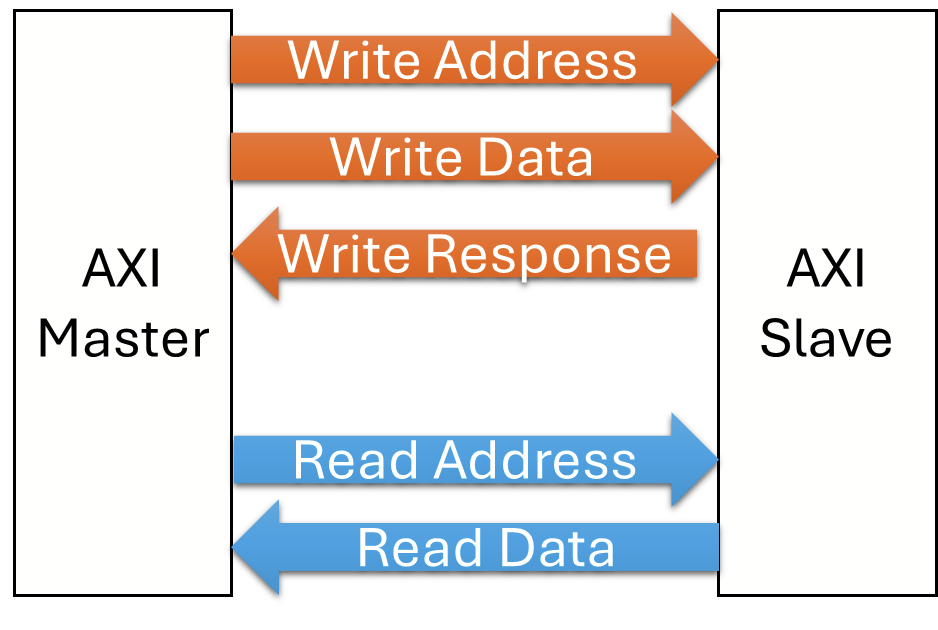 Write Address
Write Data
Write Response
AXI
Master
AXI
Slave
Read Address
Read Data